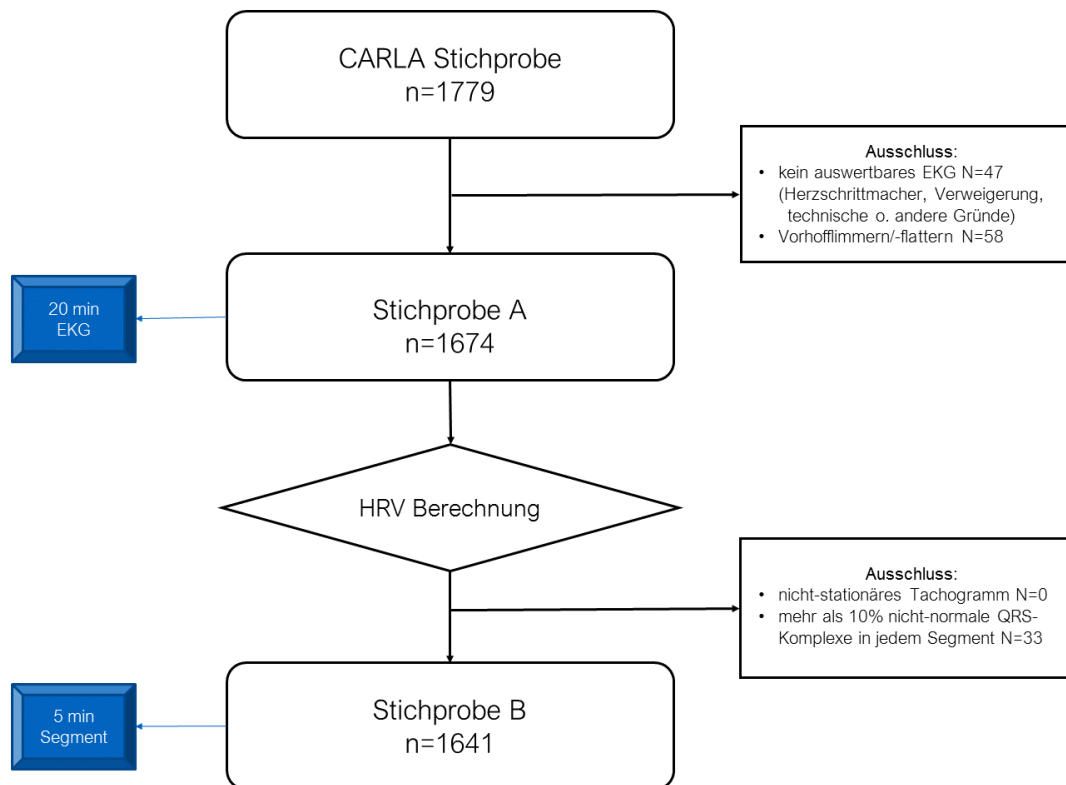 CARLA Stichprobe
n=1779
Ausschluss:
• kein auswertbares EKG N=47
(Herzschrittmacher, Verweigerung,
technische o. andere Gründe)
• Vorhofflimmern/-flattern N=58
20 min
EKG
Stichprobe A
n=1674
HRV Berechnung
Ausschluss:
• nicht-stationäres Tachogramm N=0
• mehr als 10% nicht-normale QRS-
Komplexe in jedem Segment N=33
5 min
Segment
Stichprobe B
n=1641